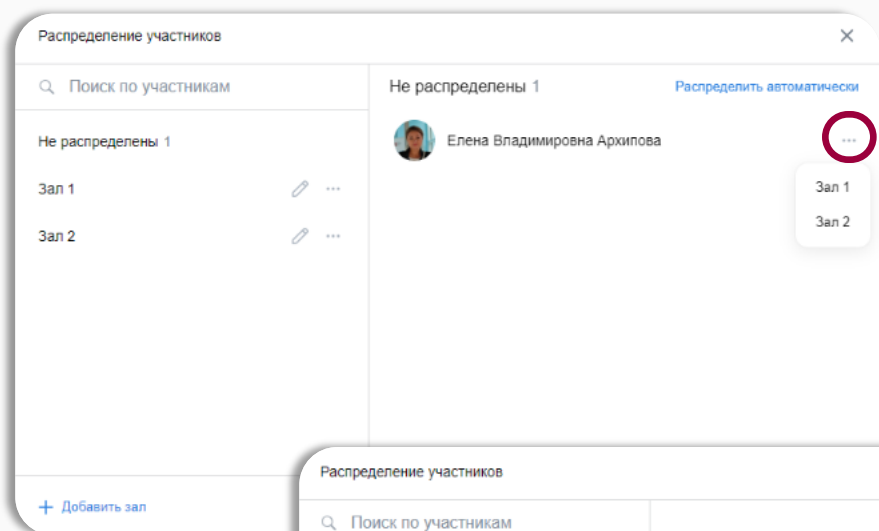 Распределение участников
Поиск по участникам
Не распределены 1
Зал 1
Зал 2
+ Добавить зал
Не распределены 1
Распределить автоматически
Елена Владимировна Архипова
Зал 1
Зал 2
Распределение участников
Поиск по участникам